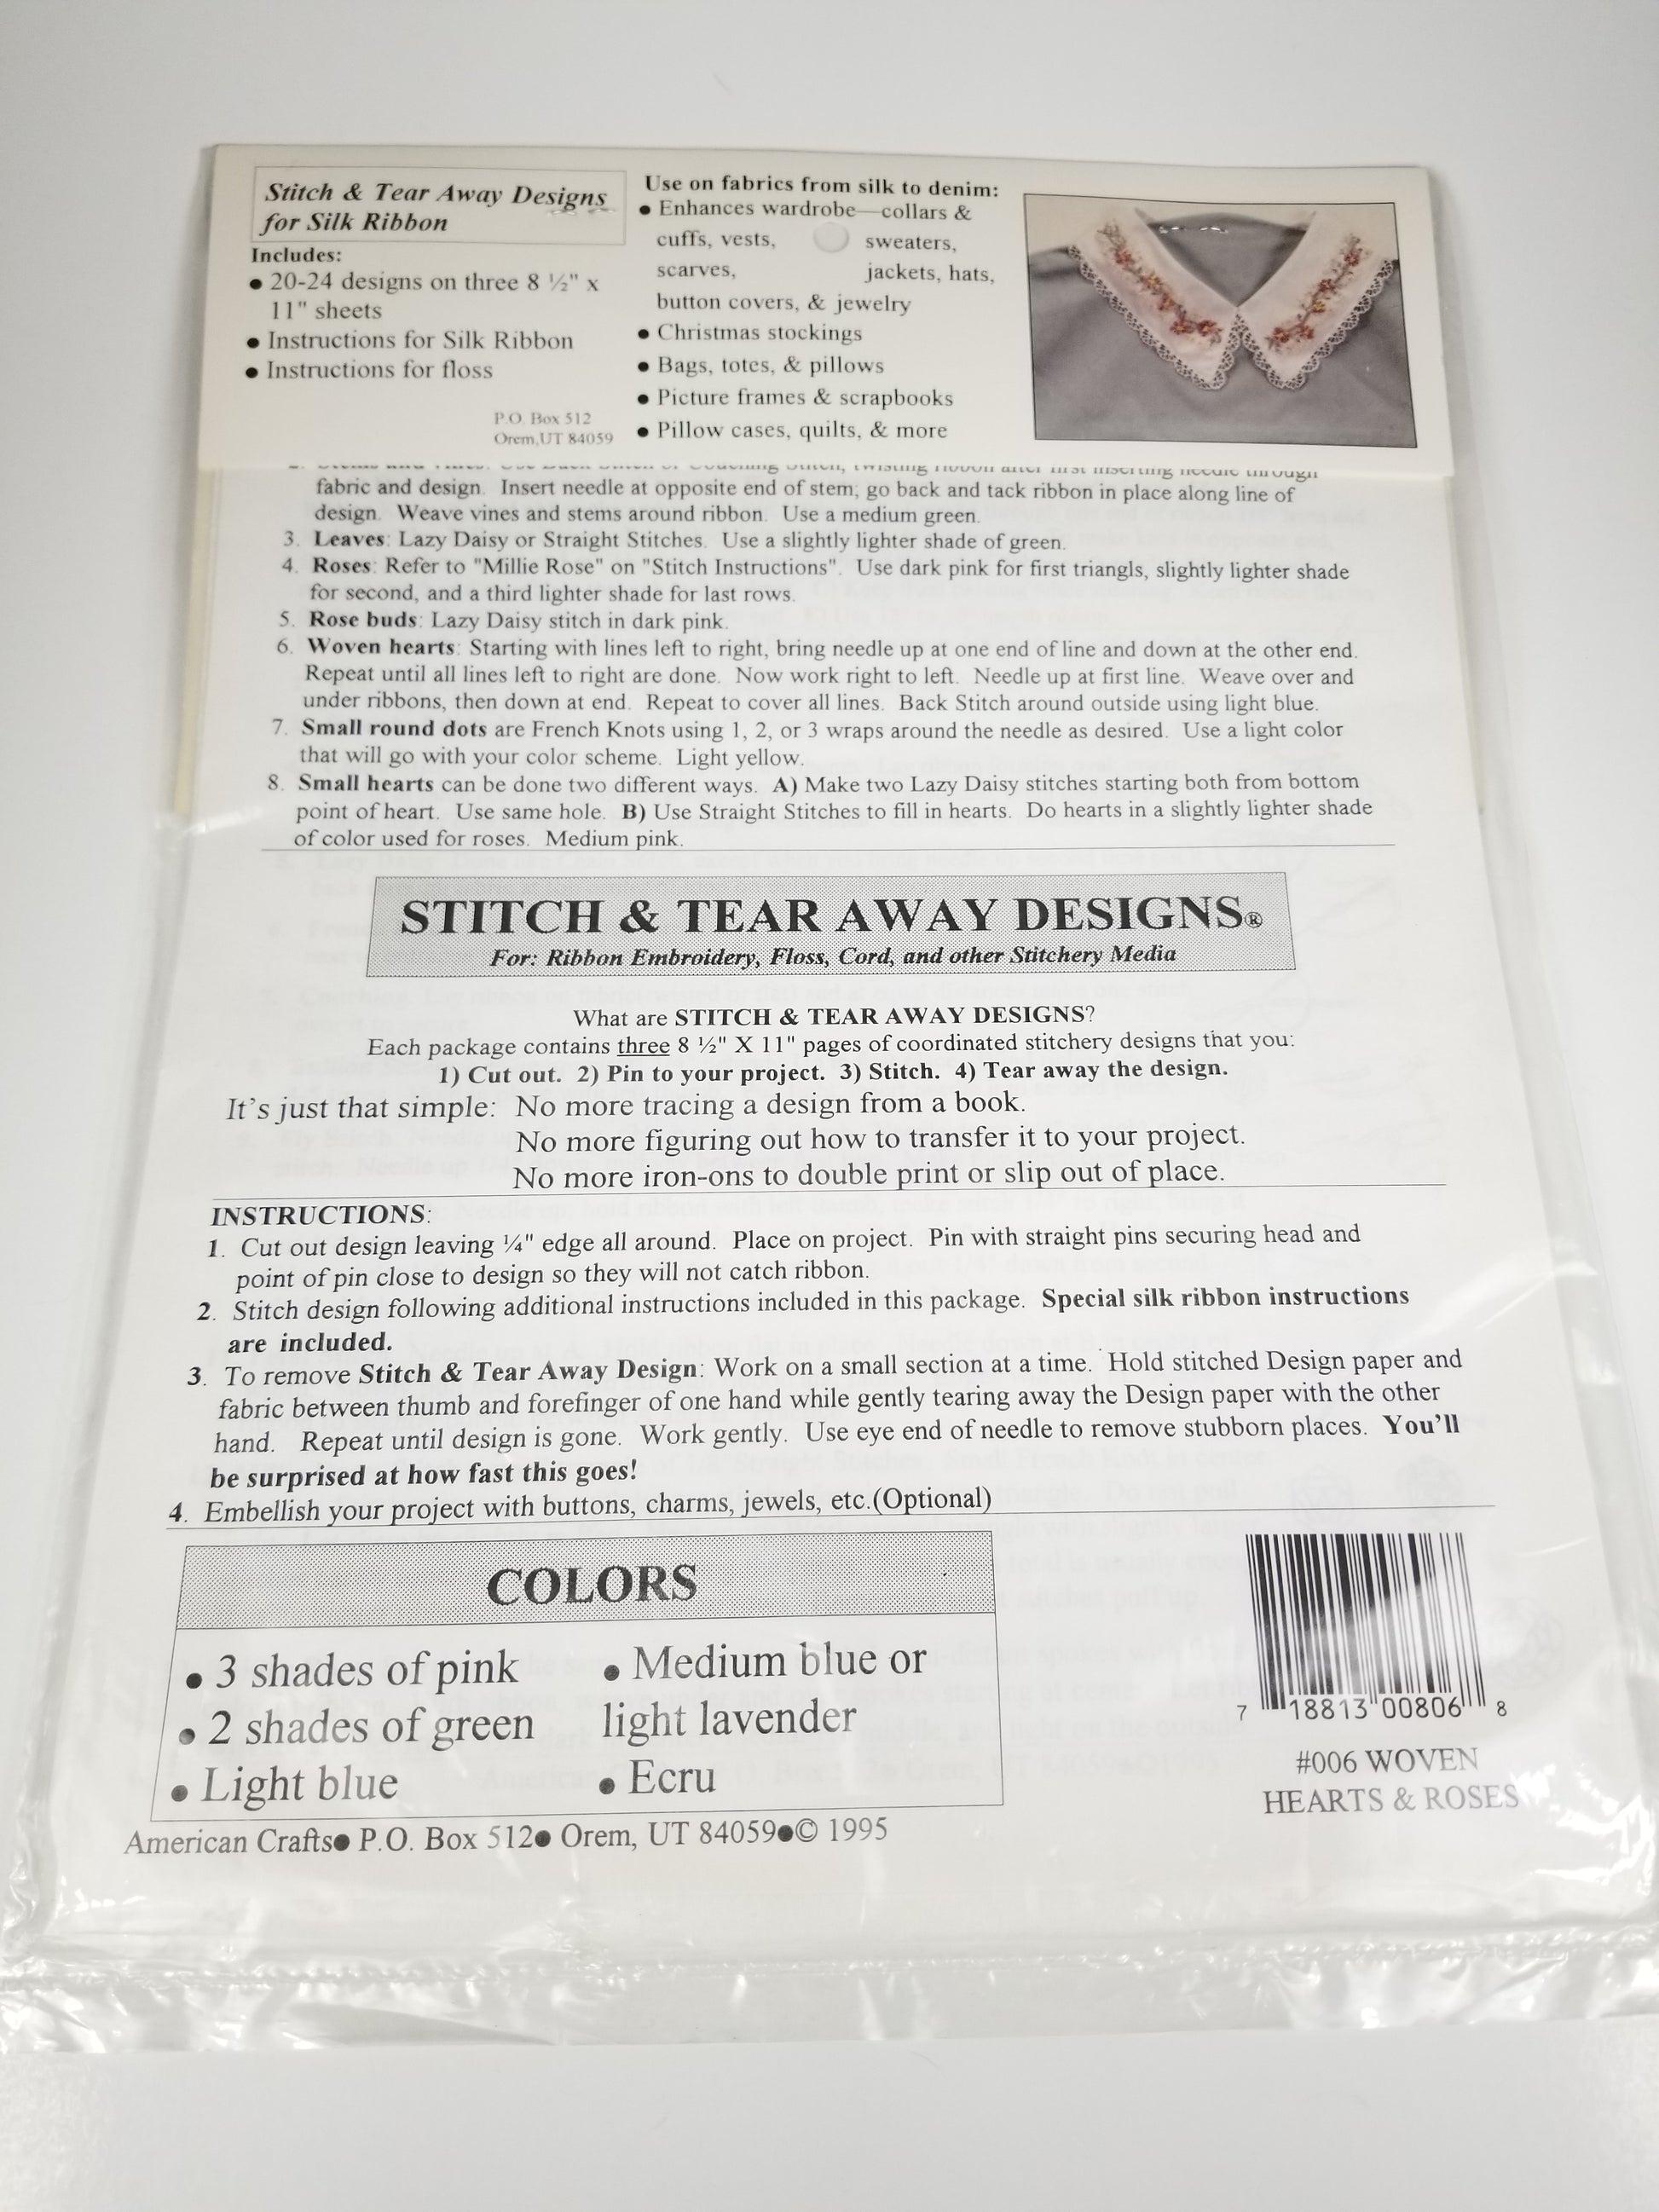 Stitch & Tear Away Designs
for Silk Ribbon
Includes:
● 20-24 designs on three 8 ½" x
11" sheets
● Instructions for Silk Ribbon
● Instructions for floss
P.O. Box 512
Orem,UT 84059
Use on fabrics from silk to denim:
● Enhances wardrobe—collars &
cuffs, vests, sweaters,
scarves, jackets, hats,
button covers, & jewelry
● Christmas stockings
● Bags, totes, & pillows
● Picture frames & scrapbooks
● Pillow cases, quilts, & more
Stitch, twisting ribbon after first inserting needle through
fabric and design. Insert needle at opposite end of stem; go back and tack ribbon in place along line of
design. Weave vines and stems around ribbon. Use a medium green.
3. Leaves: Lazy Daisy or Straight Stitches. Use a slightly lighter shade of green.
4. Roses: Refer to "Millie Rose" on "Stitch Instructions". Use dark pink for first triangls, slightly lighter shade
for second, and a third lighter shade for last rows.
5. Rose buds: Lazy Daisy stitch in dark pink.
6. Woven hearts: Starting with lines left to right, bring needle up at one end of line and down at the other end.
Repeat until all lines left to right are done. Now work right to left. Needle up at first line. Weave over and
under ribbons, then down at end. Repeat to cover all lines. Back Stitch around outside using light blue.
7. Small round dots are French Knots using 1, 2, or 3 wraps around the needle as desired. Use a light color
that will go with your color scheme. Light yellow.
8. Small hearts can be done two different ways. A) Make two Lazy Daisy stitches starting both from bottom
point of heart. Use same hole. B) Use Straight Stitches to fill in hearts. Do hearts in a slightly lighter shade
of color used for roses. Medium pink.
STITCH & TEAR AWAY DESIGNS®
For: Ribbon Embroidery, Floss, Cord, and other Stitchery Media
What are STITCH & TEAR AWAY DESIGNS?
Each package contains three 8 ½" X 11" pages of coordinated stitchery designs that you:
1) Cut out. 2) Pin to your project. 3) Stitch. 4) Tear away the design.
It's just that simple: No more tracing a design from a book.
No more figuring out how to transfer it to your project.
No more iron-ons to double print or slip out of place.
INSTRUCTIONS:
1. Cut out design leaving ¼" edge all around. Place on project. Pin with straight pins securing head and
point of pin close to design so they will not catch ribbon.
2. Stitch design following additional instructions included in this package. Special silk ribbon instructions
are included.
3. To remove Stitch & Tear Away Design: Work on a small section at a time. Hold stitched Design paper and
fabric between thumb and forefinger of one hand while gently tearing away the Design paper with the other
hand. Repeat until design is gone. Work gently. Use eye end of needle to remove stubborn places. You'll
be surprised at how fast this goes!
4. Embellish your project with buttons, charms, jewels, etc.(Optional)
COLORS
● 3 shades of pink
● 2 shades of green
● Light blue
● Medium blue or
light lavender
● Ecru
7 18813 00806 8
#006 WOVEN
HEARTS & ROSES
American Crafts● P.O. Box 512● Orem, UT 84059●© 1995